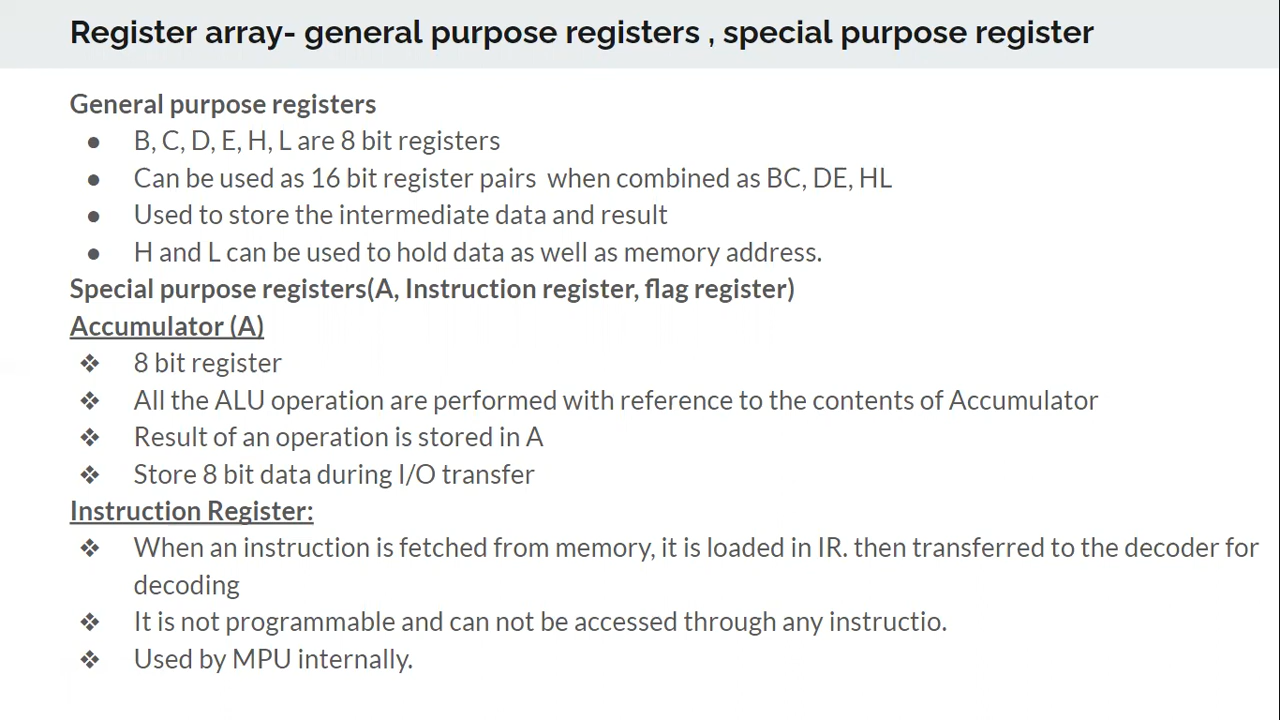 Register array- general purpose registers , special purpose register
General purpose registers
● B, C, D, E, H, L are 8 bit registers
● Can be used as 16 bit register pairs  when combined as BC, DE, HL
● Used to store the intermediate data and result
● H and L can be used to hold data as well as memory address.
Special purpose registers(A, Instruction register, flag register)
Accumulator (A)
❖ 8 bit register
❖ All the ALU operation are performed with reference to the contents of Accumulator
❖ Result of an operation is stored in A
❖ Store 8 bit data during I/O transfer
Instruction Register:
❖ When an instruction is fetched from memory, it is loaded in IR. then transferred to the decoder for
decoding
❖ It is not programmable and can not be accessed through any instructio.
❖ Used by MPU internally.